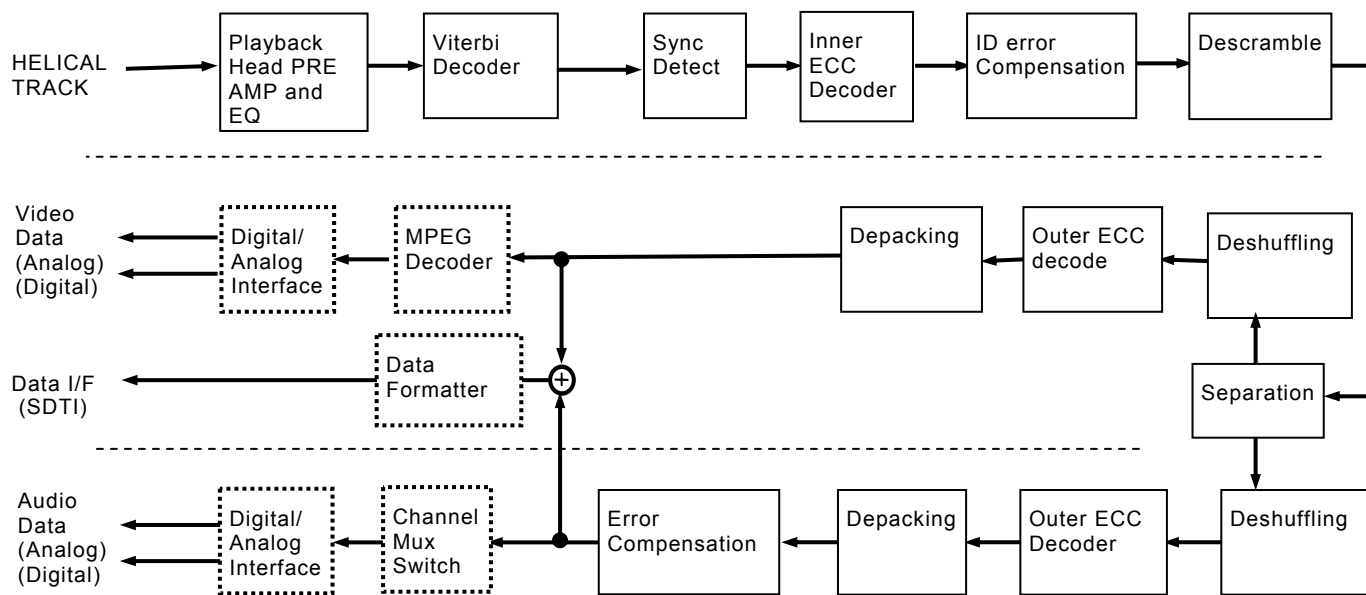 HELICAL
TRACK
Playback
Head PRE
AMP and
EQ
Viterbi
Decoder
Sync
Detect
Inner
ECC
Decoder
ID error
Compensation
Descramble
Video
Data
(Analog)
(Digital)
Digital/
Analog
Interface
MPEG
Decoder
Depacking
Outer ECC
decode
Deshuffling
Data I/F
(SDTI)
Data
Formatter
+
Separation
Audio
Data
(Analog)
(Digital)
Digital/
Analog
Interface
Channel
Mux
Switch
Error
Compensation
Depacking
Outer ECC
Decoder
Deshuffling